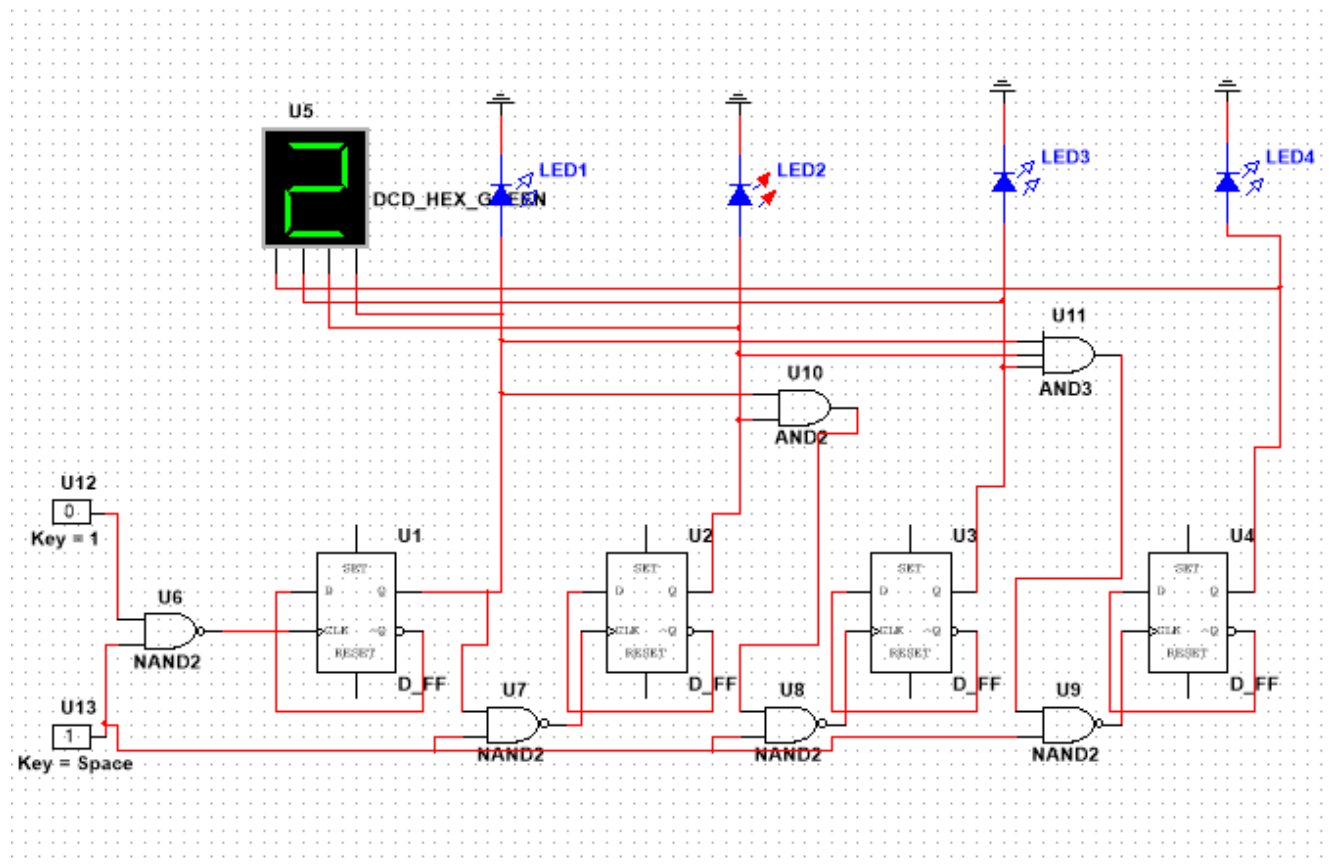 U5
2
DCD_HEX_GREEN
LED1
LED2
LED3
LED4
U11
AND3
U10
AND2
U12
0
Key = 1
U6
NAND2
U13
1
Key = Space
U1
SET
D Q
CLK ~Q
RESET
D_FF
U2
SET
D Q
CLK ~Q
RESET
D_FF
U3
SET
D Q
CLK ~Q
RESET
D_FF
U4
SET
D Q
CLK ~Q
RESET
D_FF
U7
NAND2
U8
NAND2
U9
NAND2